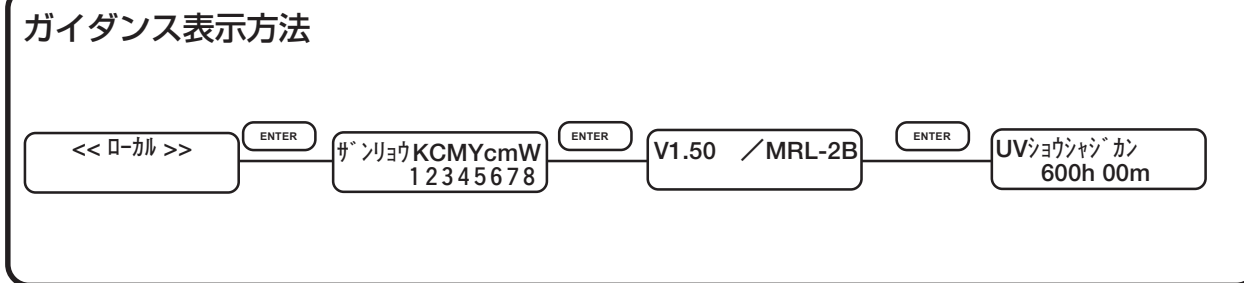 ガイダンス表示方法
<< ﾛｰｶﾙ >>
ENTER
ｻﾞﾝﾘｮｳKCMYcmW
12345678
ENTER
V1.50 ／MRL-2B
ENTER
UVｼｮｳｼｬｼﾞｶﾝ
600h 00m